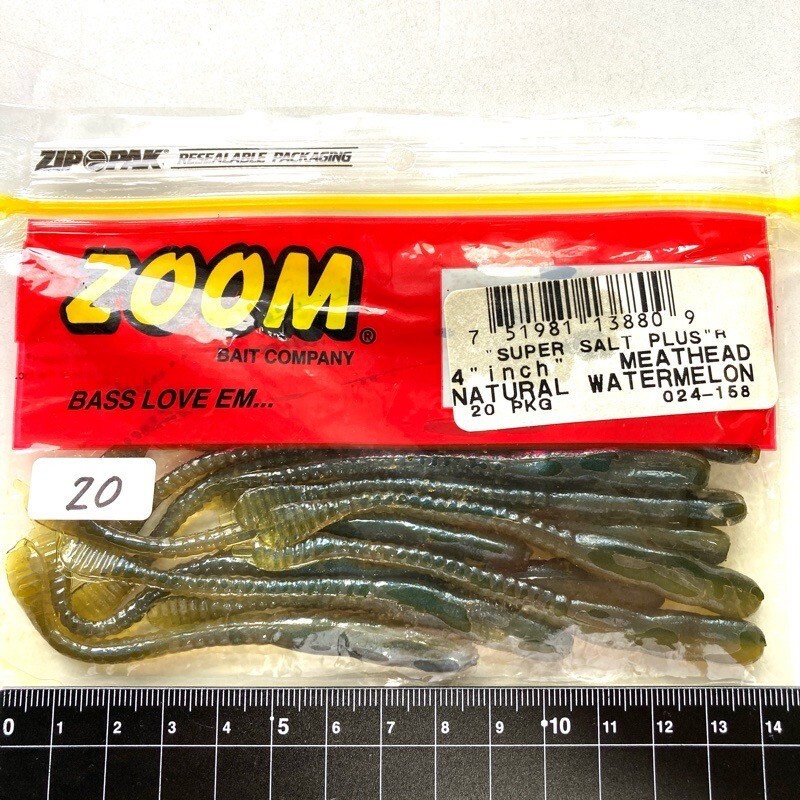 ZIP PAK® RESEALABLE PACKAGING
ZOOM®
BAIT COMPANY
BASS LOVE EM...
7 51981 13880 9
"SUPER SALT PLUS"R
4"inch" MEATHEAD
NATURAL WATERMELON
20 PKG 024-158
20
0 1 2 3 4 5 6 7 8 9 10 11 12 13 14